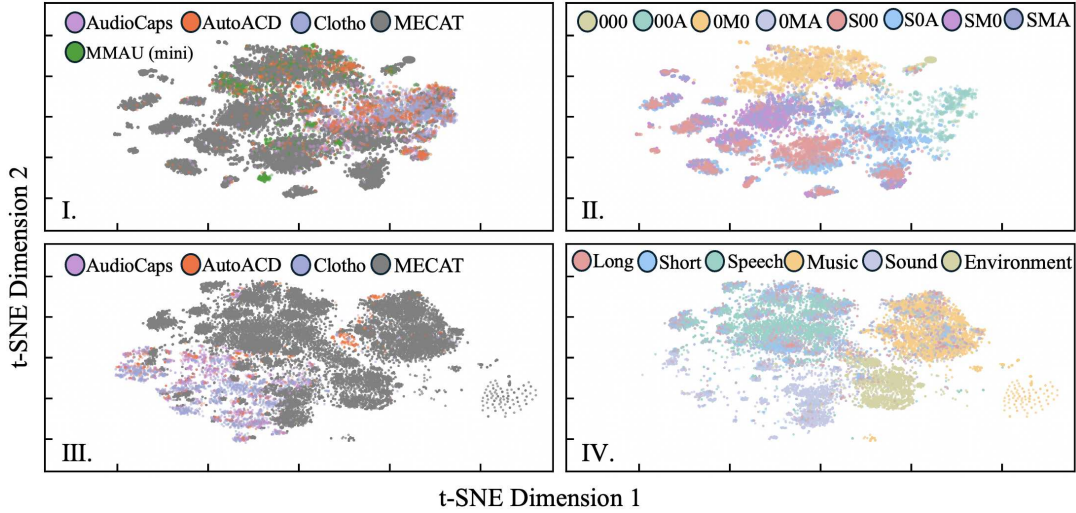 AudioCaps AutoACD Clotho MECAT
MMAU (mini)
I.
000 00A 0M0 0MA S00 S0A SM0 SMA
II.
AudioCaps AutoACD Clotho MECAT
III.
Long Short Speech Music Sound Environment
IV.
t-SNE Dimension 2
t-SNE Dimension 1